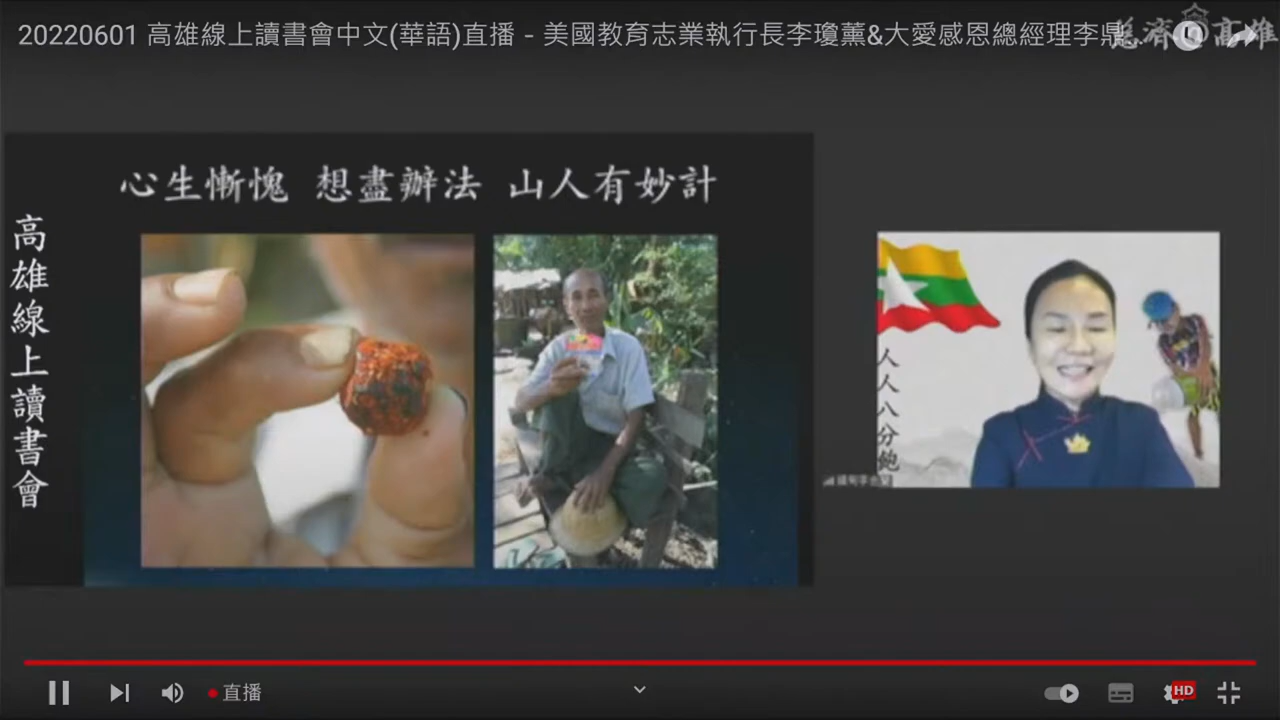 20220601 高雄線上讀書會中文(華語)直播 - 美國教育志業執行長李瓊薰&大愛感恩總經理李鼎...
慈濟 高雄
心生慚愧 想盡辦法 山人有妙計
高雄線上讀書會
人人八分飽
直播
HD